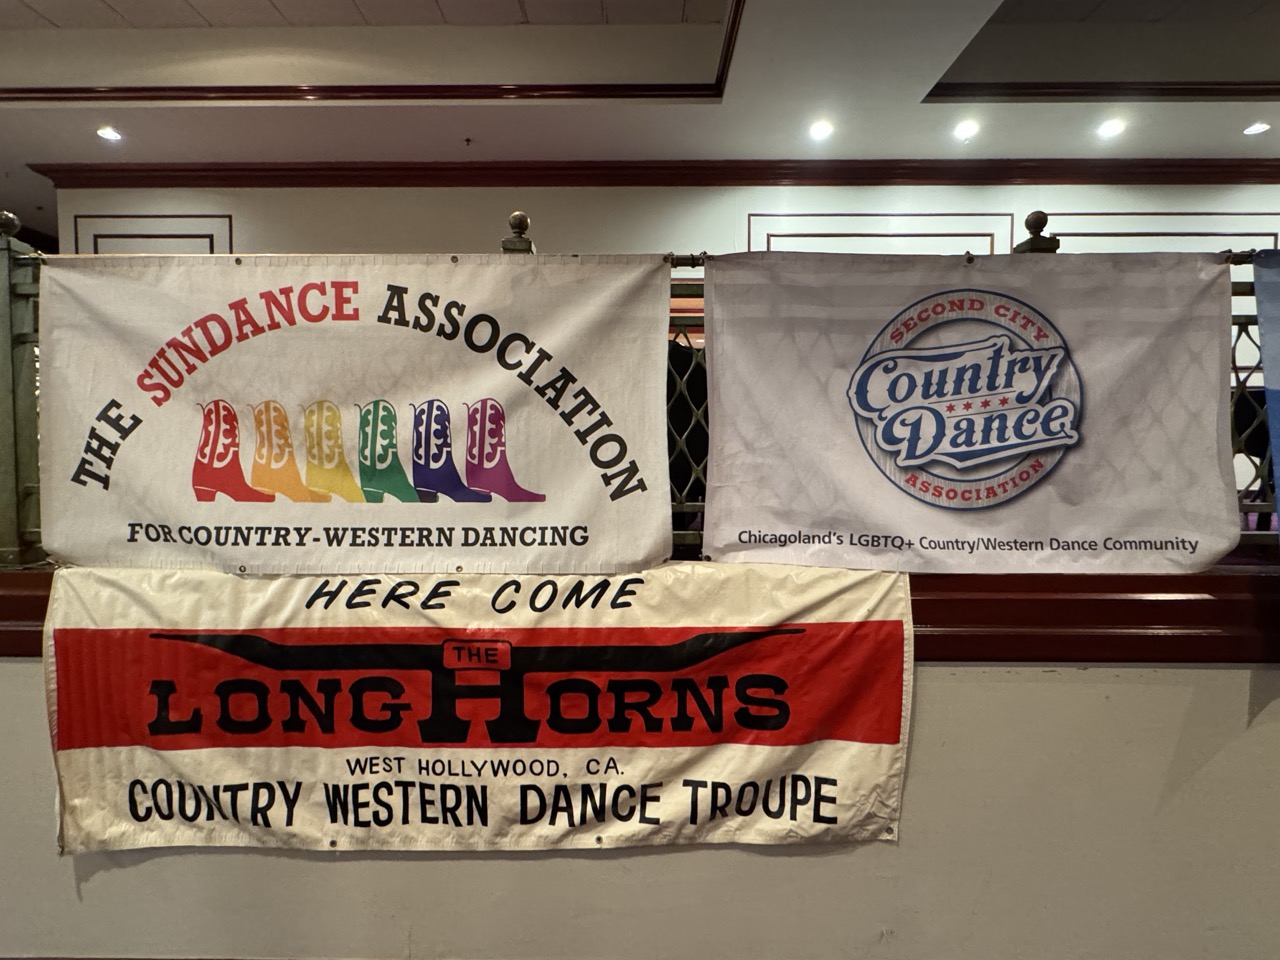 THE SUNDANCE ASSOCIATION
FOR COUNTRY-WESTERN DANCING
SECOND CITY
Country
Dance
ASSOCIATION
Chicagoland's LGBTQ+ Country/Western Dance Community
HERE COME
THE
LONGHORNS
WEST HOLLYWOOD, CA.
COUNTRY WESTERN DANCE TROUPE